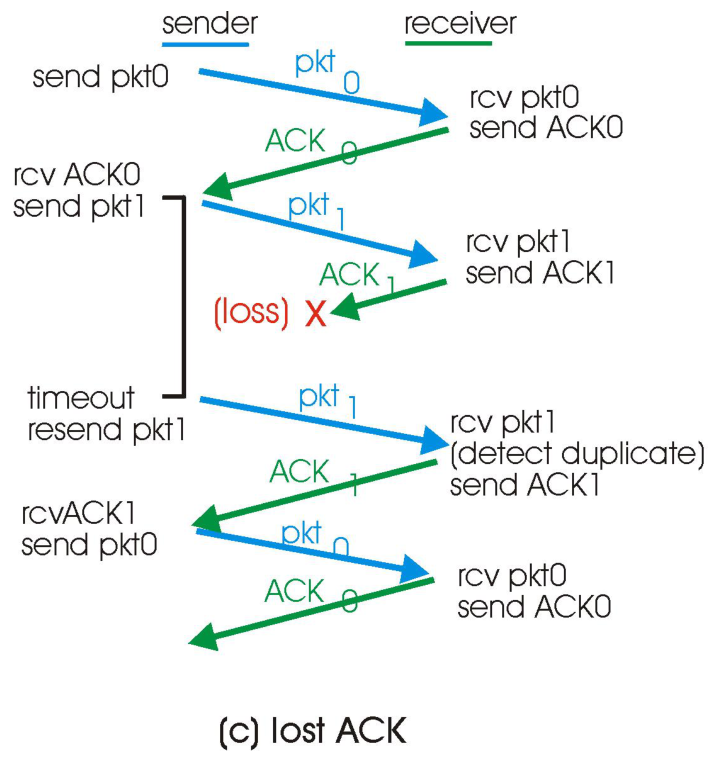 sender
receiver
send pkt0
pkt 0
rcv pkt0
send ACK0
ACK 0
rcv ACK0
send pkt1
pkt 1
rcv pkt1
send ACK1
ACK 1
(loss) X
timeout
resend pkt1
pkt 1
rcv pkt1
(detect duplicate)
send ACK1
ACK 1
rcvACK1
send pkt0
pkt 0
rcv pkt0
send ACK0
ACK 0
(c) lost ACK